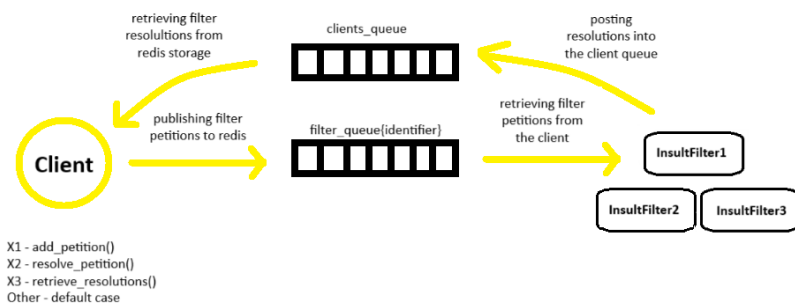 retrieving filter
resolultions from
redis storage
clients_queue
posting
resolutions into
the client queue
publishing filter
petitions to redis
filter_queue{identifier}
retrieving filter
petitions from
the client
Client
InsultFilter1
InsultFilter2
InsultFilter3
X1 - add_petition()
X2 - resolve_petition()
X3 - retrieve_resolutions()
Other - default case